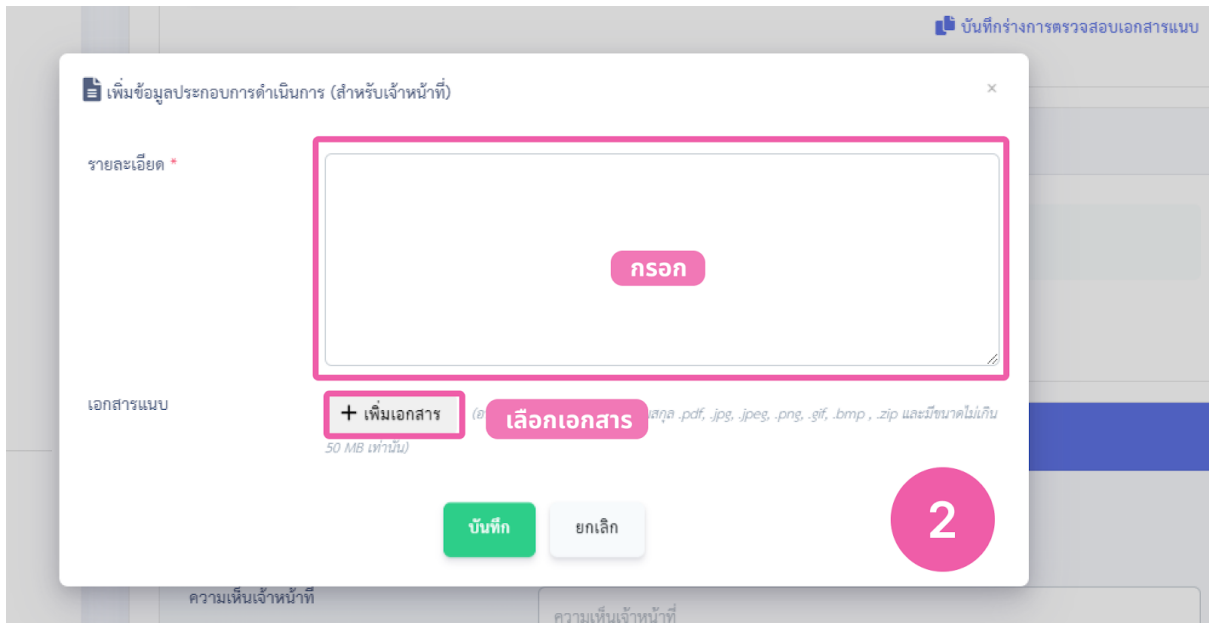 บันทึกร่างการตรวจสอบเอกสารแนบ
เพิ่มข้อมูลประกอบการดำเนินการ (สำหรับเจ้าหน้าที่)
×
รายละเอียด *
กรอก
เอกสารแนบ
+ เพิ่มเอกสาร
เลือกเอกสาร
.pdf, .jpg, .jpeg, .png, .gif, .bmp , .zip และมีขนาดไม่เกิน
50 MB เท่านั้น)
บันทึก
ยกเลิก
2
ความเห็นเจ้าหน้าที่
ความเห็นเจ้าหน้าที่